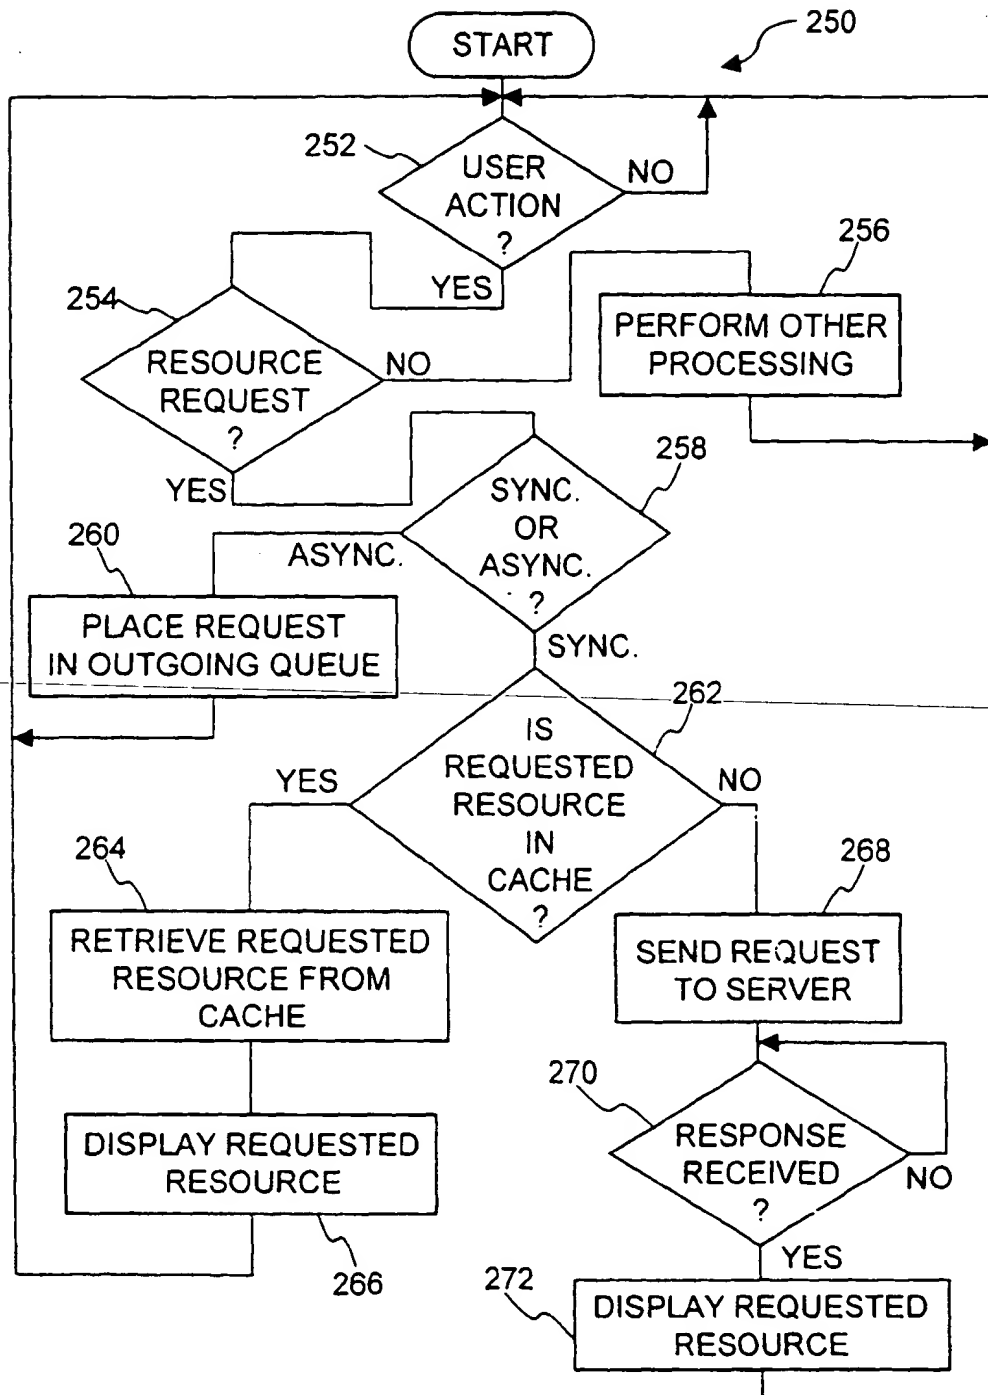 250
START
252
USER
ACTION
?
NO
YES
254
RESOURCE
REQUEST
?
NO
YES
256
PERFORM OTHER
PROCESSING
258
SYNC.
OR
ASYNC.
?
ASYNC.
SYNC.
260
PLACE REQUEST
IN OUTGOING QUEUE
262
IS
REQUESTED
RESOURCE
IN
CACHE
?
YES
NO
264
RETRIEVE REQUESTED
RESOURCE FROM
CACHE
268
SEND REQUEST
TO SERVER
DISPLAY REQUESTED
RESOURCE
266
270
RESPONSE
RECEIVED
?
NO
YES
272
DISPLAY REQUESTED
RESOURCE